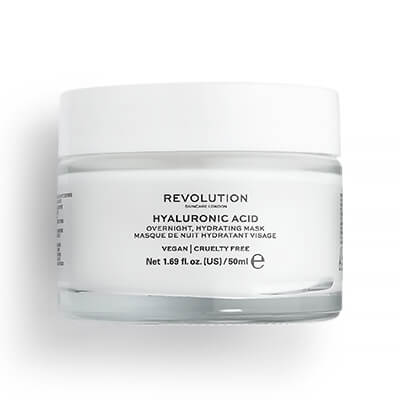 REVOLUTION
SKINCARE LONDON
HYALURONIC ACID
OVERNIGHT, HYDRATING MASK
MASQUE DE NUIT HYDRATANT VISAGE
VEGAN | CRUELTY FREE
Net 1.69 fl. oz. (US) / 50ml ℮